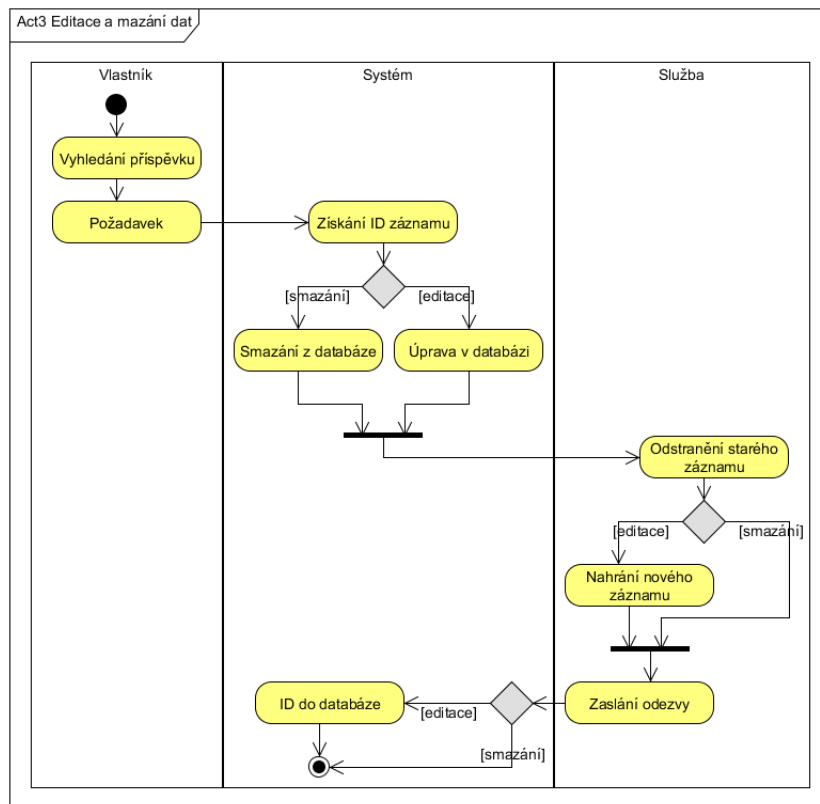 Act3 Editace a mazání dat
Vlastník
Systém
Služba
Vyhledání příspěvku
Požadavek
Získání ID záznamu
[smazání]
[editace]
Smazání z databáze
Úprava v databázi
Odstranění starého
záznamu
[editace]
[smazání]
Nahrání nového
záznamu
ID do databáze
[editace]
Zaslání odezvy
[smazání]